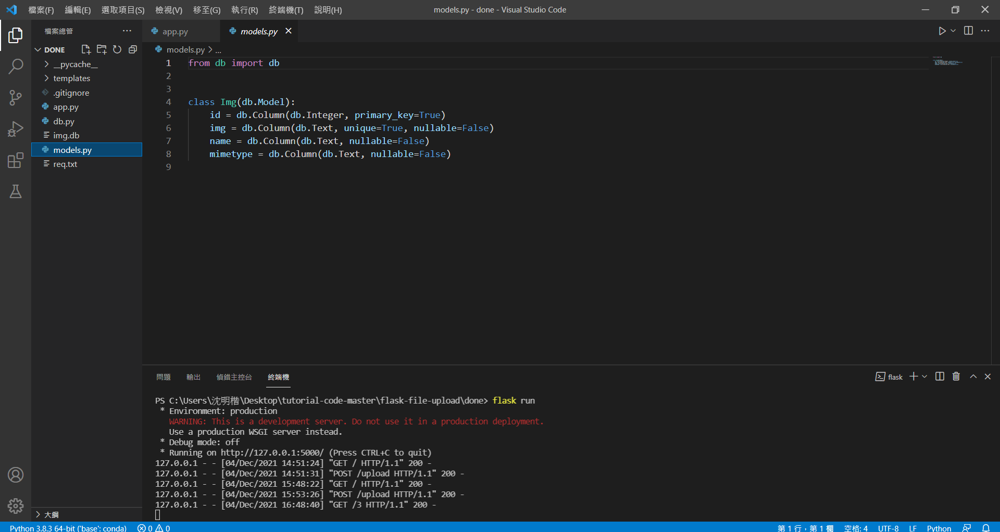 檔案(F) 編輯(E) 選取項目(S) 檢視(V) 移至(G) 執行(R) 終端機(T) 說明(H) models.py - done - Visual Studio Code
檔案總管
DONE
__pycache__
templates
.gitignore
app.py
db.py
img.db
models.py
req.txt
大綱
app.py models.py
models.py > ...
1 from db import db
2
3
4 class Img(db.Model):
5 id = db.Column(db.Integer, primary_key=True)
6 img = db.Column(db.Text, unique=True, nullable=False)
7 name = db.Column(db.Text, nullable=False)
8 mimetype = db.Column(db.Text, nullable=False)
9
問題 輸出 偵錯主控台 終端機 flask
PS C:\Users\沈明楷\Desktop\tutorial-code-master\flask-file-upload\done> flask run
* Environment: production
WARNING: This is a development server. Do not use it in a production deployment.
Use a production WSGI server instead.
* Debug mode: off
* Running on http://127.0.0.1:5000/ (Press CTRL+C to quit)
127.0.0.1 - - [04/Dec/2021 14:51:24] "GET / HTTP/1.1" 200 -
127.0.0.1 - - [04/Dec/2021 14:51:31] "POST /upload HTTP/1.1" 200 -
127.0.0.1 - - [04/Dec/2021 15:48:22] "GET / HTTP/1.1" 200 -
127.0.0.1 - - [04/Dec/2021 15:53:26] "POST /upload HTTP/1.1" 200 -
127.0.0.1 - - [04/Dec/2021 16:48:40] "GET /3 HTTP/1.1" 200 -
Python 3.8.3 64-bit ('base': conda) 0 0 第 1 行，第 1 欄 空格: 4 UTF-8 LF Python